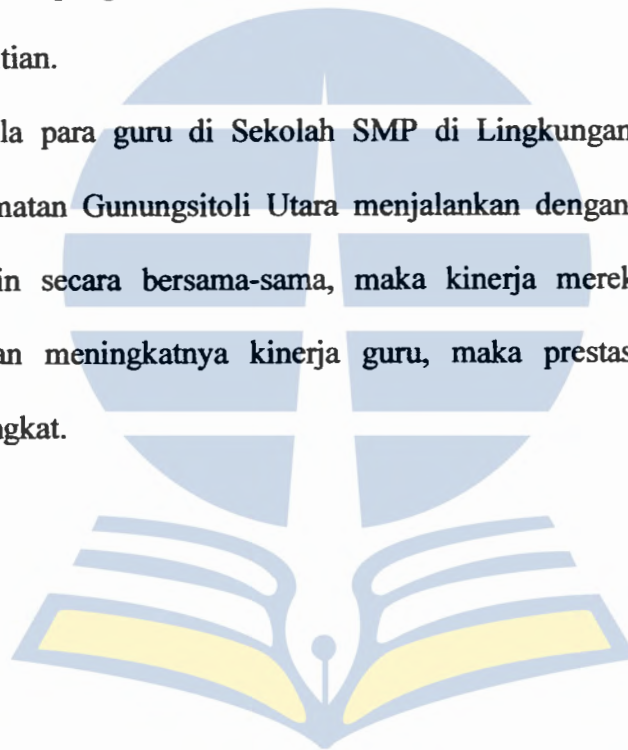 tian.
la para guru di Sekolah SMP di Lingkungan
matan Gunungsitoli Utara menjalankan dengan
in secara bersama-sama, maka kinerja merek
an meningkatnya kinerja guru, maka prestas
ngkat.